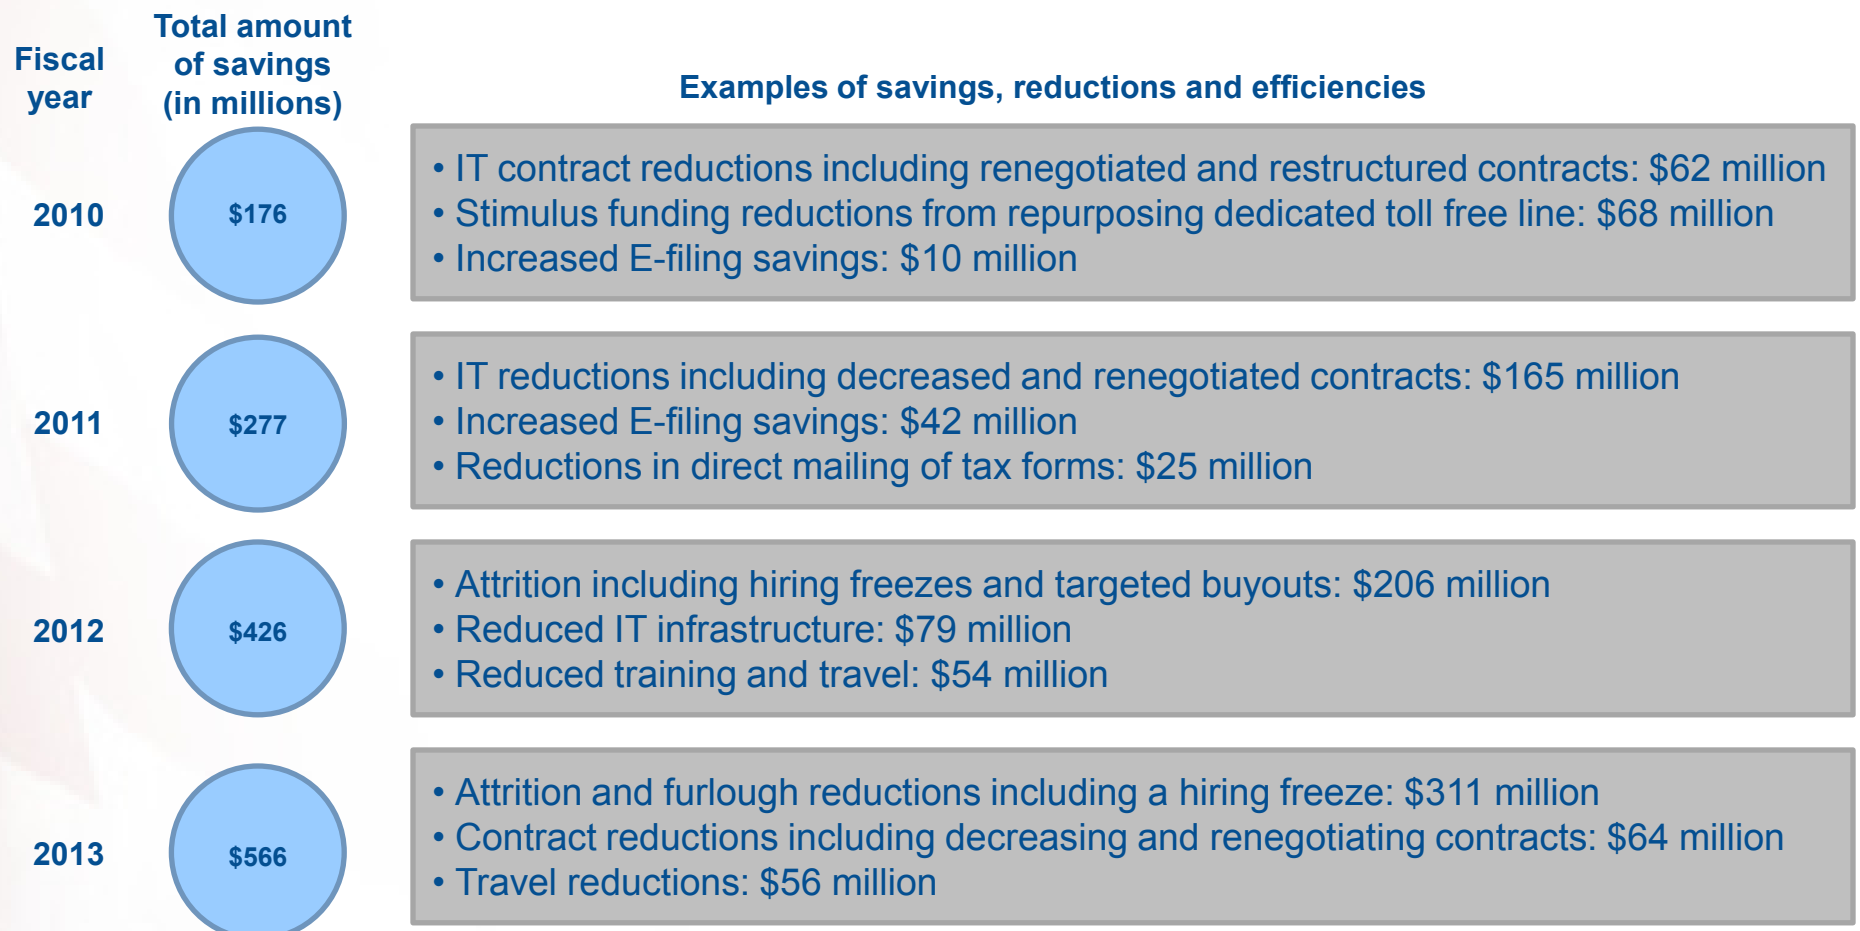 Fiscal
year
Total amount
of savings
(in millions)
Examples of savings, reductions and efficiencies
2010
$176
• IT contract reductions including renegotiated and restructured contracts: $62 million
• Stimulus funding reductions from repurposing dedicated toll free line: $68 million
• Increased E-filing savings: $10 million
2011
$277
• IT reductions including decreased and renegotiated contracts: $165 million
• Increased E-filing savings: $42 million
• Reductions in direct mailing of tax forms: $25 million
2012
$426
• Attrition including hiring freezes and targeted buyouts: $206 million
• Reduced IT infrastructure: $79 million
• Reduced training and travel: $54 million
2013
$566
• Attrition and furlough reductions including a hiring freeze: $311 million
• Contract reductions including decreasing and renegotiating contracts: $64 million
• Travel reductions: $56 million